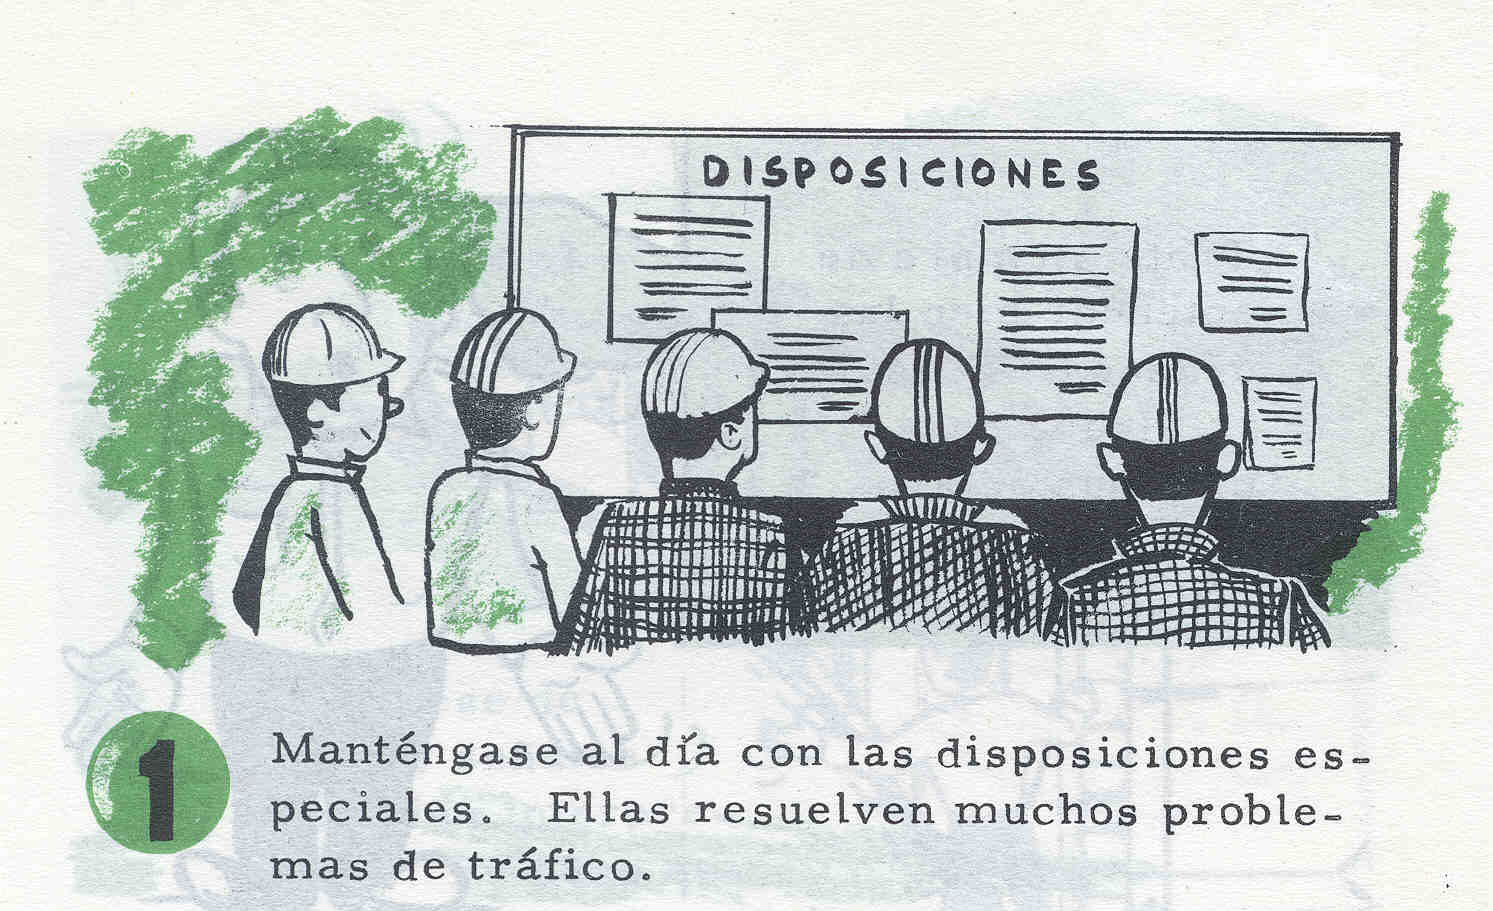 DISPOSICIONES
1
Manténgase al día con las disposiciones es-
peciales. Ellas resuelven muchos proble-
mas de tráfico.